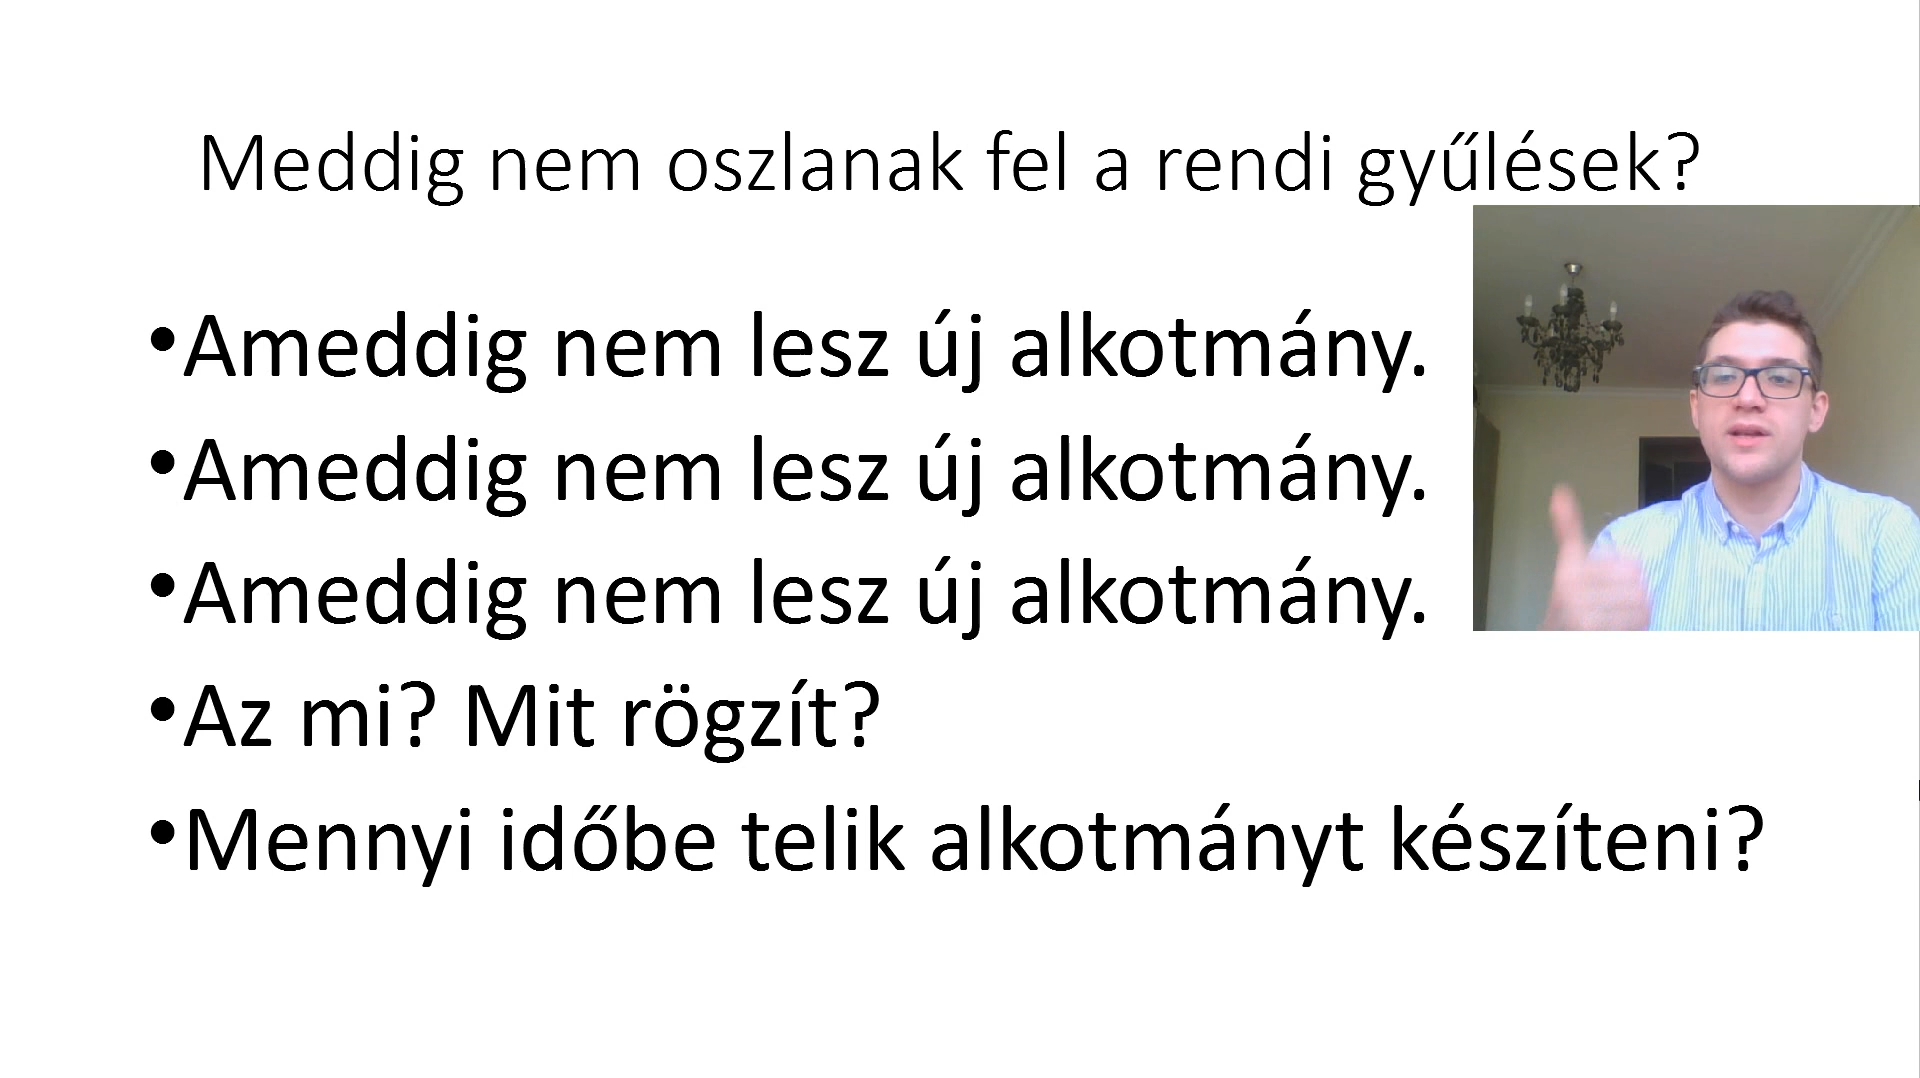 Meddig nem oszlanak fel a rendi gyűlések?
•Ameddig nem lesz új alkotmány.
•Ameddig nem lesz új alkotmány.
•Ameddig nem lesz új alkotmány.
•Az mi? Mit rögzít?
•Mennyi időbe telik alkotmányt készíteni?